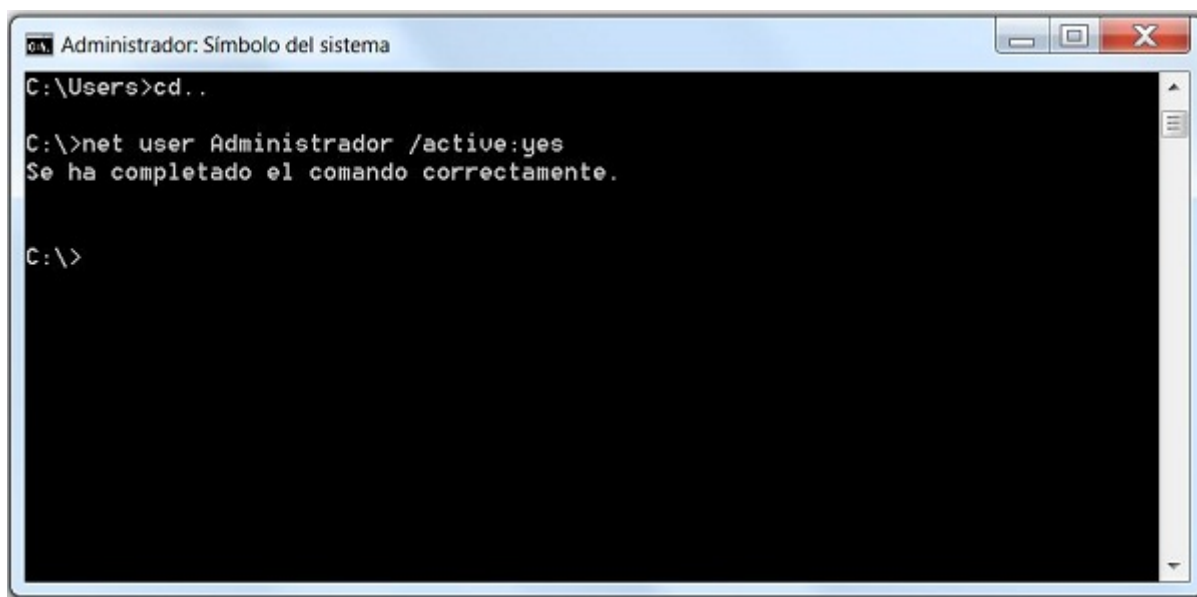 Administrador: Símbolo del sistema
C:\Users>cd..
C:\>net user Administrador /active:yes
Se ha completado el comando correctamente.
C:\>